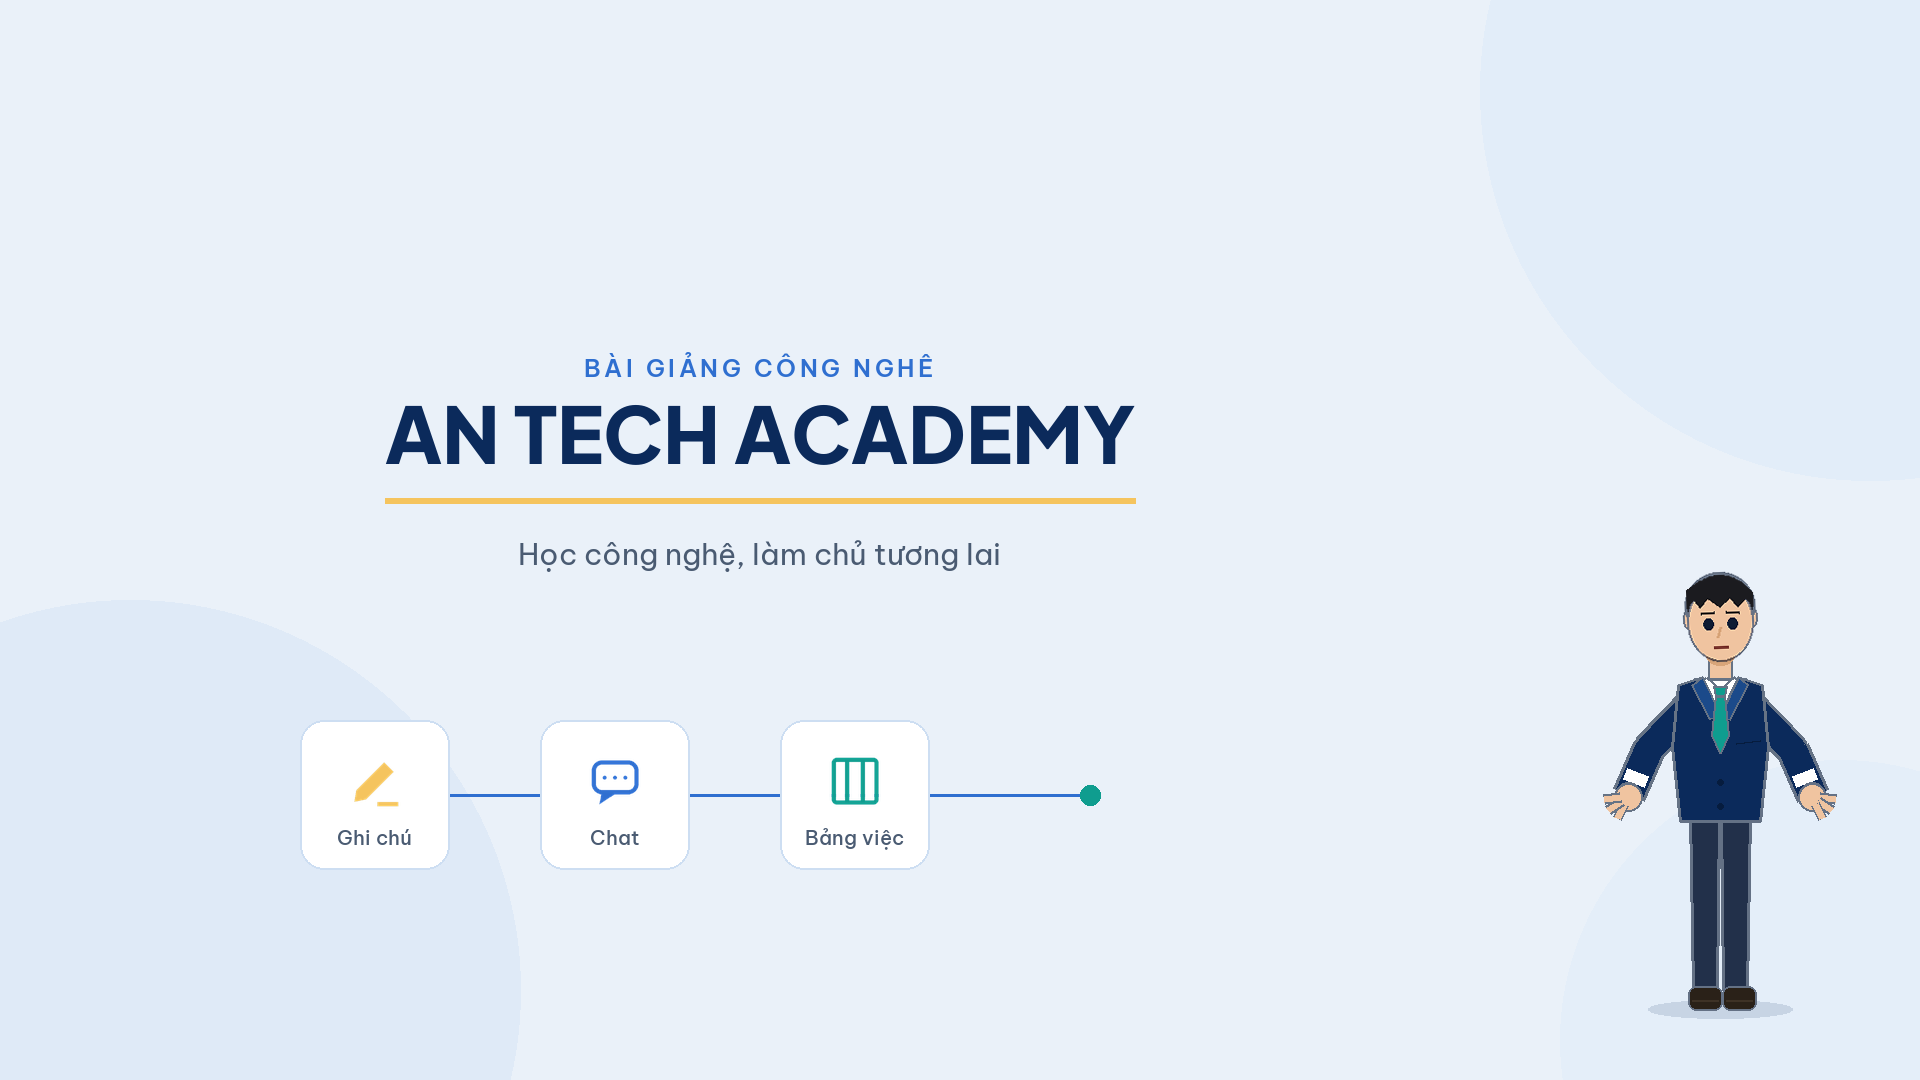 BÀI GIẢNG CÔNG NGHỆ
AN TECH ACADEMY
Học công nghệ, làm chủ tương lai
Ghi chú
Chat
Bảng việc